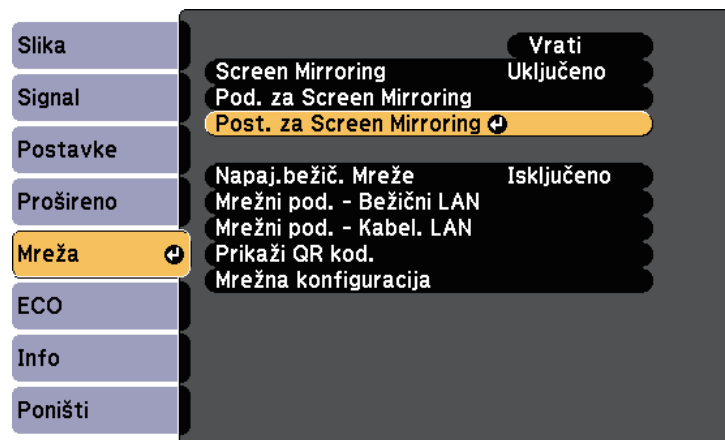 Slika
Signal
Postavke
Prošireno
Mreža
ECO
Info
Poništi
Vrati
Screen Mirroring Uključeno
Pod. za Screen Mirroring
Post. za Screen Mirroring
Napaj.bežič. Mreže Isključeno
Mrežni pod. - Bežični LAN
Mrežni pod. - Kabel. LAN
Prikaži QR kod.
Mrežna konfiguracija